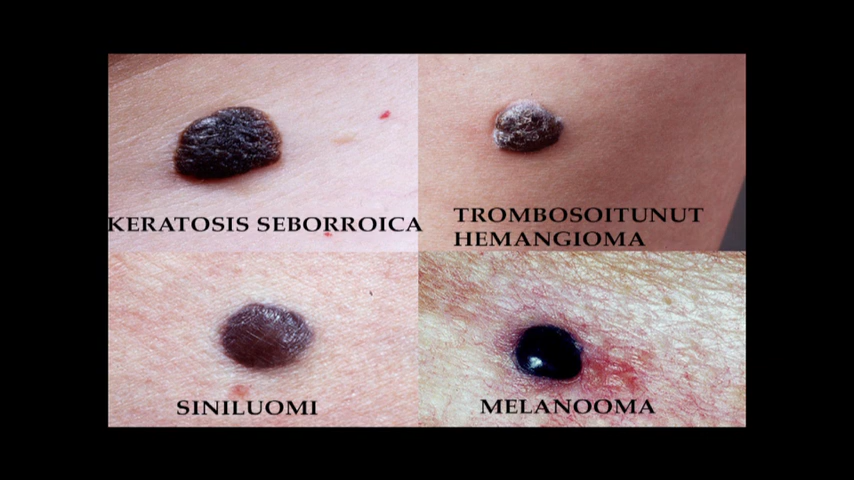 KERATOSIS SEBORROICA
TROMBOSOITUNUT
HEMANGIOMA
SINILUOMI
MELANOOMA